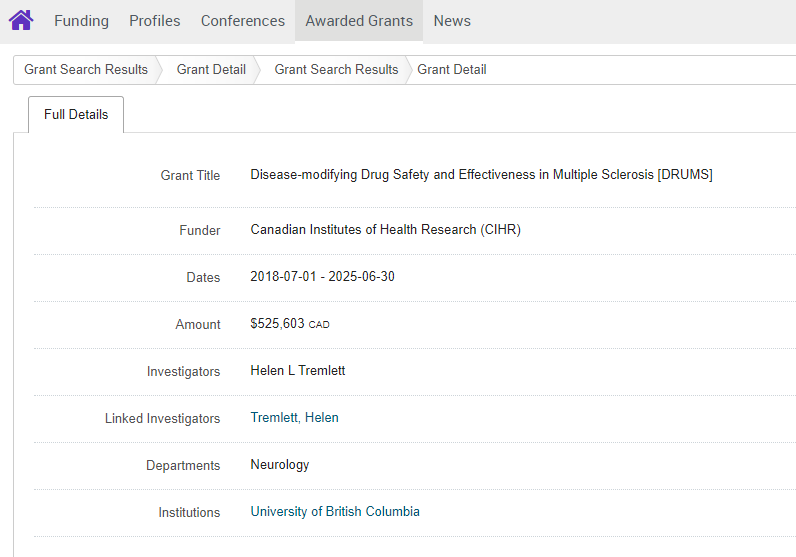 Funding Profiles Conferences Awarded Grants News
Grant Search Results Grant Detail Grant Search Results Grant Detail
Full Details
Grant Title Disease-modifying Drug Safety and Effectiveness in Multiple Sclerosis [DRUMS]
Funder Canadian Institutes of Health Research (CIHR)
Dates 2018-07-01 - 2025-06-30
Amount $525,603 CAD
Investigators Helen L Tremlett
Linked Investigators Tremlett, Helen
Departments Neurology
Institutions University of British Columbia